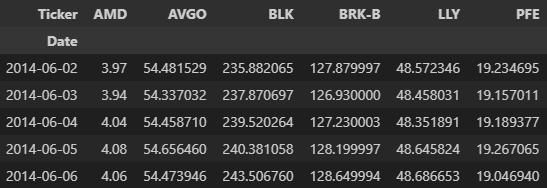 Ticker AMD AVGO BLK BRK-B LLY PFE
Date
2014-06-02 3.97 54.481529 235.882065 127.879997 48.572346 19.234695
2014-06-03 3.94 54.337032 237.870697 126.930000 48.458031 19.157011
2014-06-04 4.04 54.458710 239.520264 127.230003 48.351891 19.189377
2014-06-05 4.08 54.656460 240.381058 128.199997 48.645824 19.267065
2014-06-06 4.06 54.473946 243.506760 128.649994 48.686653 19.046940